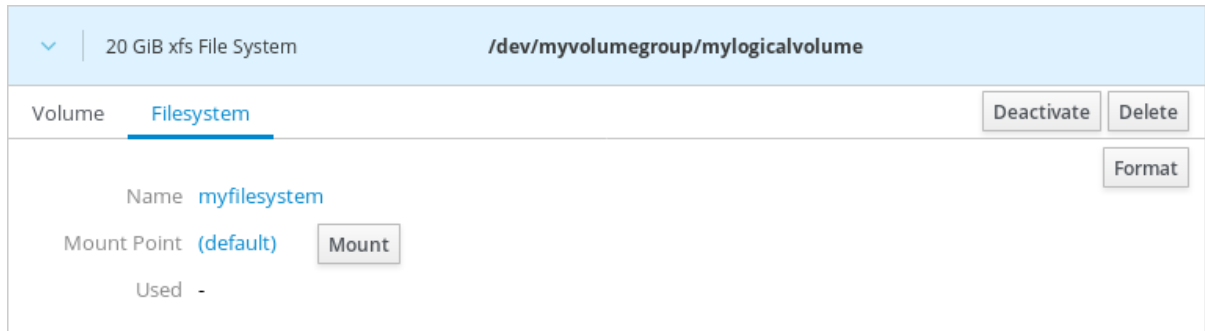 20 GiB xfs File System /dev/myvolumegroup/mylogicalvolume
Volume Filesystem Deactivate Delete
Format
Name myfilesystem
Mount Point (default) Mount
Used -